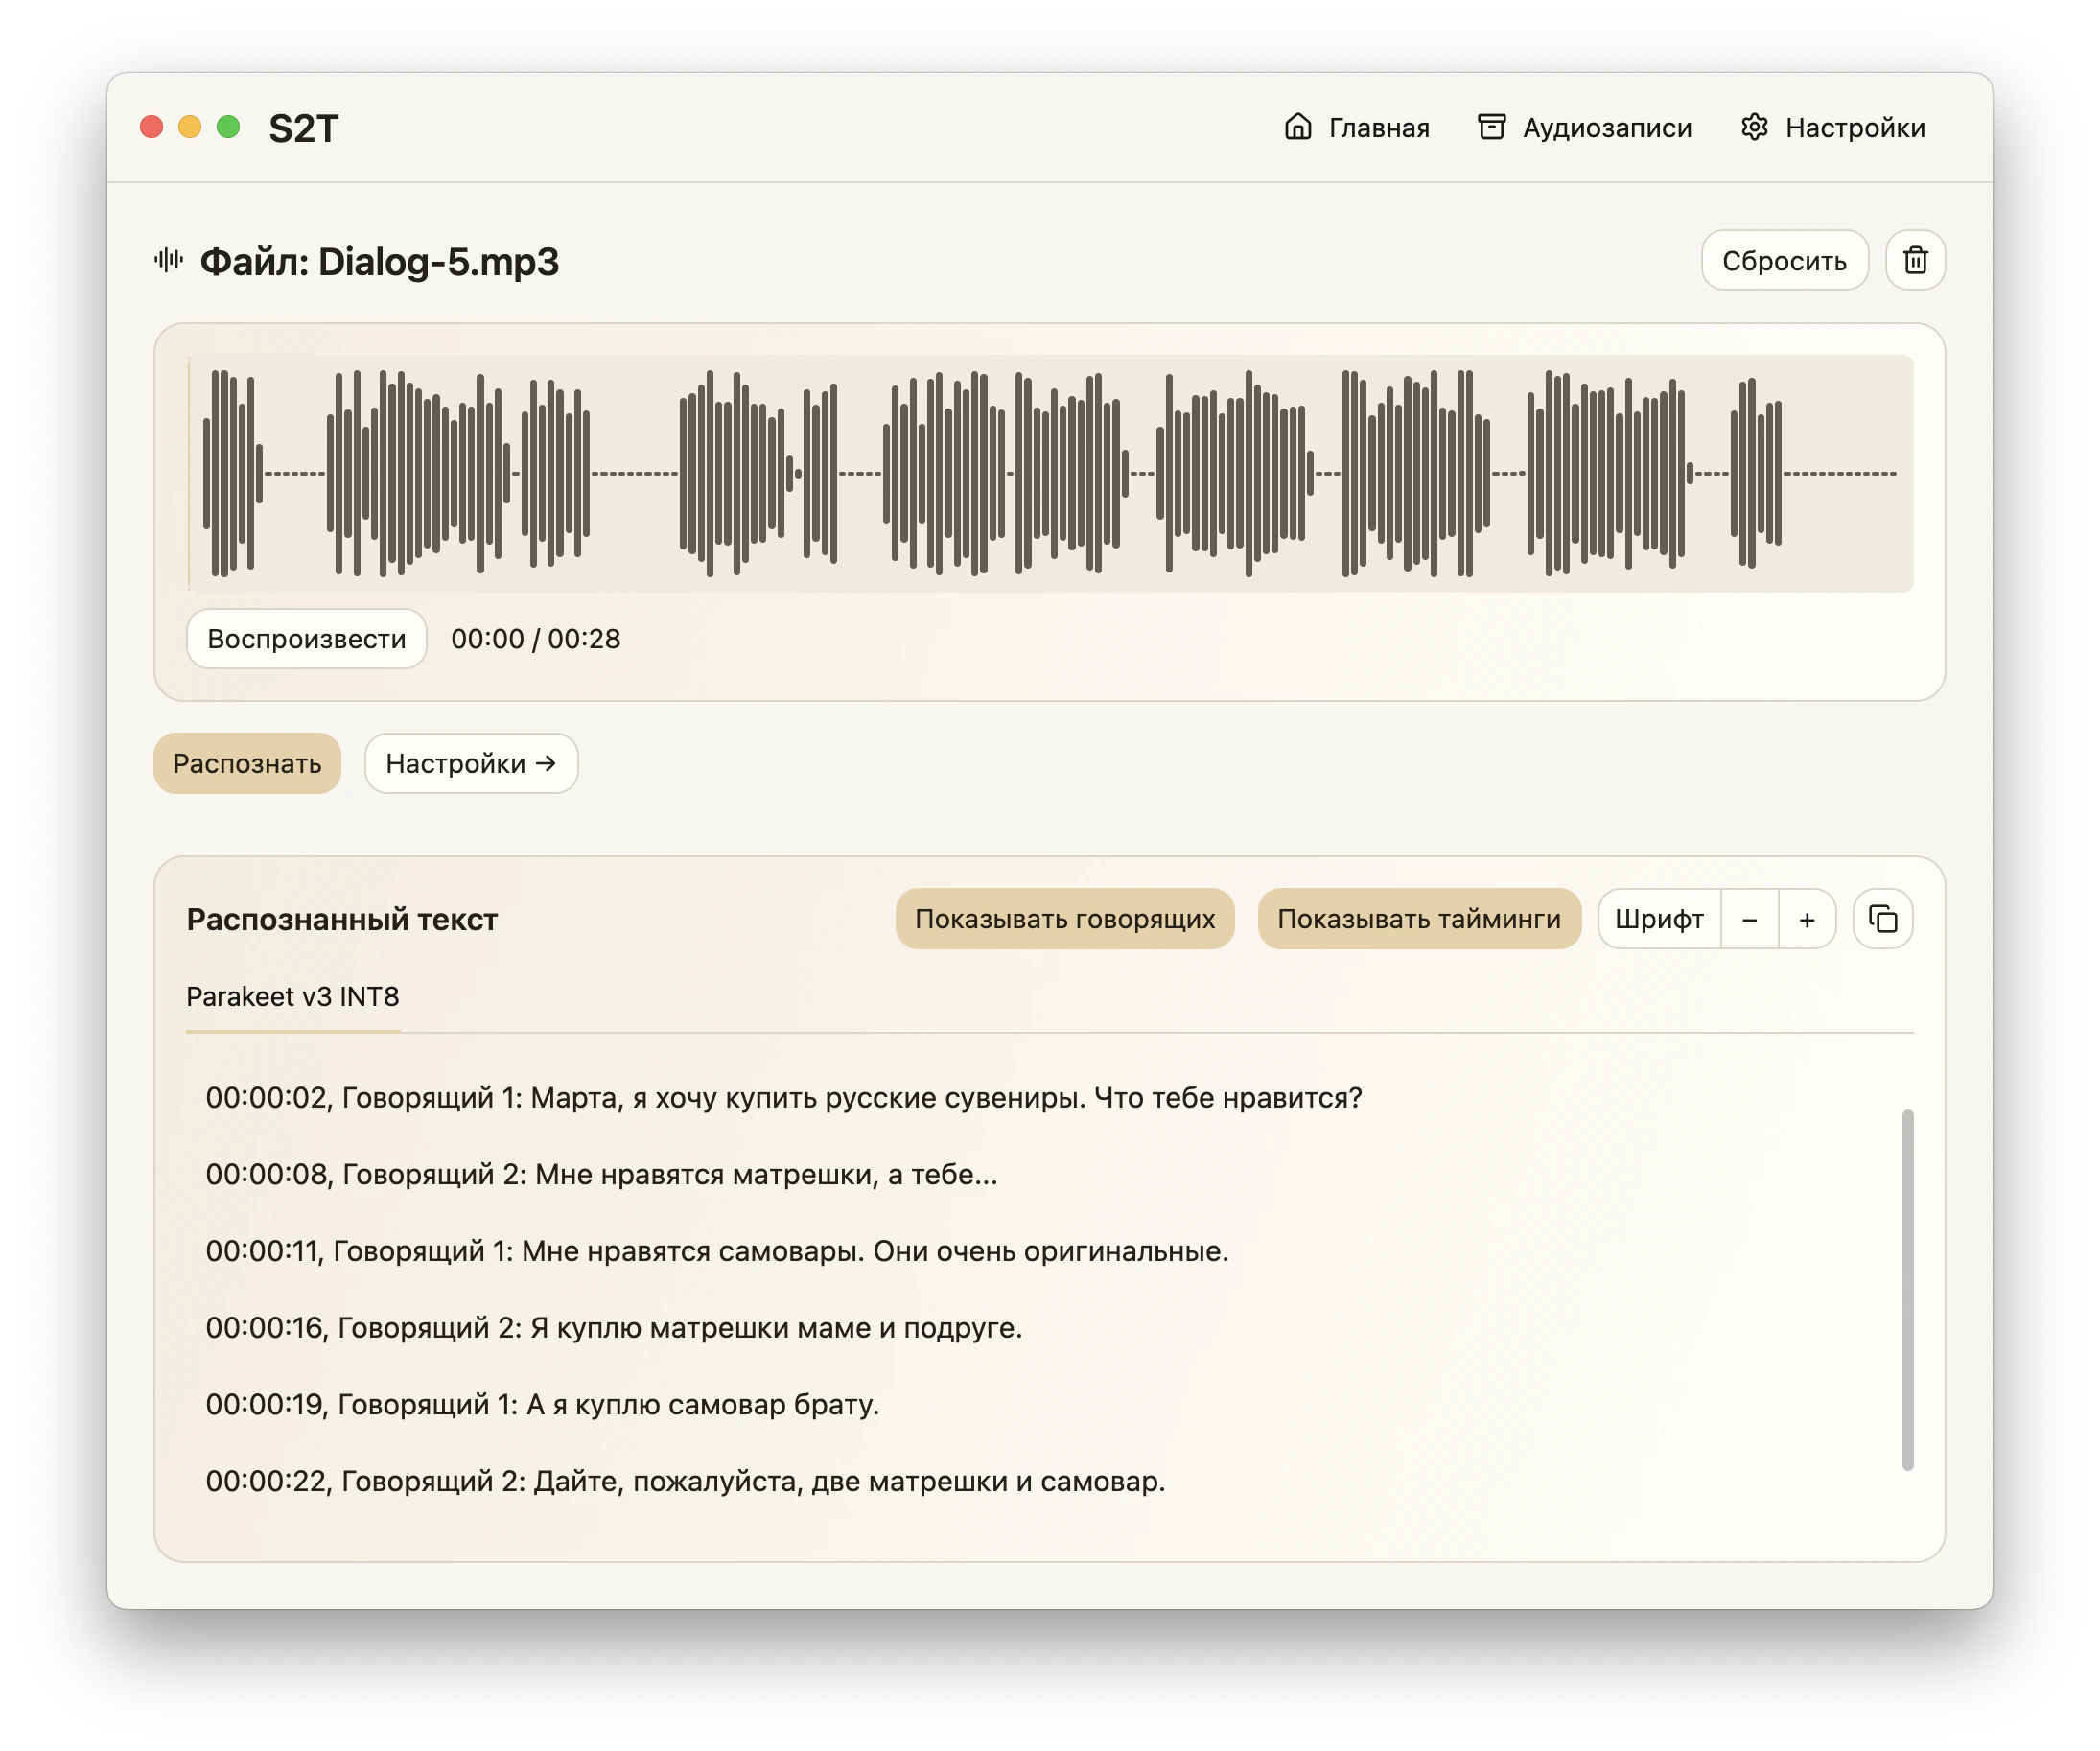 S2T
Главная
Аудиозаписи
Настройки
Файл: Dialog-5.mp3
Сбросить
Воспроизвести
00:00 / 00:28
Распознать
Настройки →
Распознанный текст
Показывать говорящих
Показывать тайминги
Шрифт − +
Parakeet v3 INT8
00:00:02, Говорящий 1: Марта, я хочу купить русские сувениры. Что тебе нравится?
00:00:08, Говорящий 2: Мне нравятся матрешки, а тебе...
00:00:11, Говорящий 1: Мне нравятся самовары. Они очень оригинальные.
00:00:16, Говорящий 2: Я куплю матрешки маме и подруге.
00:00:19, Говорящий 1: А я куплю самовар брату.
00:00:22, Говорящий 2: Дайте, пожалуйста, две матрешки и самовар.